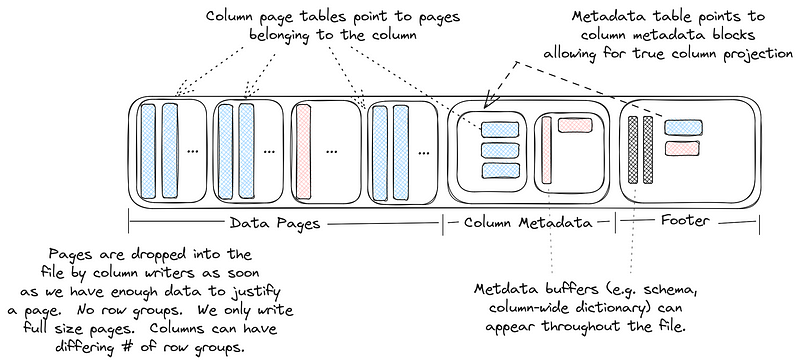 Column page tables point to pages
belonging to the column
Metadata table points to
column metadata blocks
allowing for true column projection
...
...
...
...
Data Pages
Column Metadata
Footer
Pages are dropped into the
file by column writers as soon
as we have enough data to justify
a page. No row groups. We only write
full size pages. Columns can have
differing # of row groups.
Metdata buffers (e.g. schema,
column-wide dictionary) can
appear throughout the file.